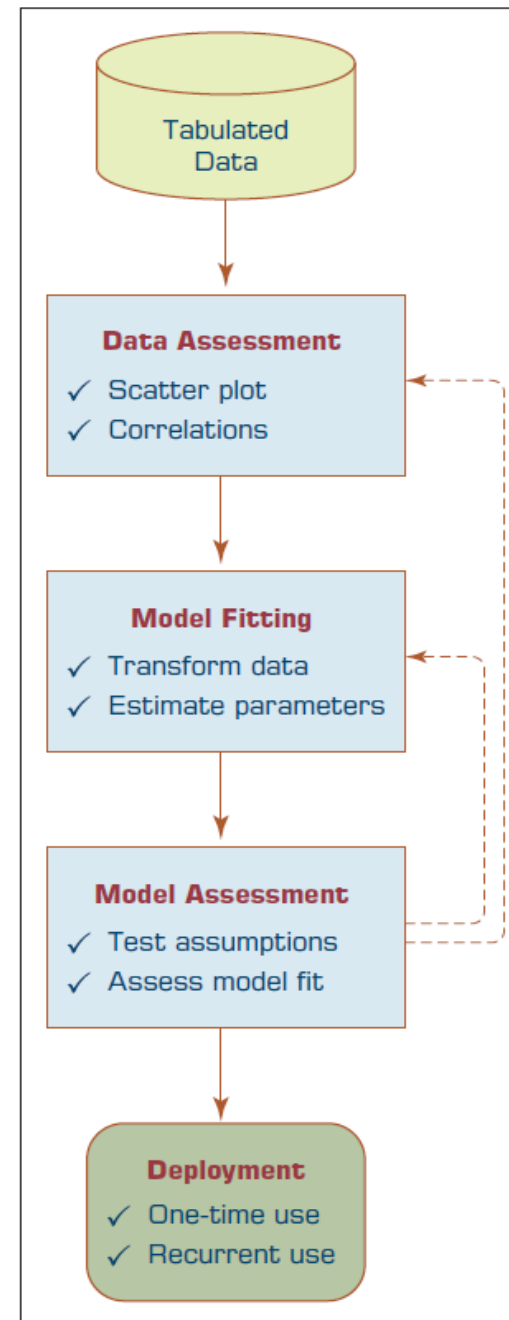 Tabulated
Data
Data Assessment
✓ Scatter plot
✓ Correlations
Model Fitting
✓ Transform data
✓ Estimate parameters
Model Assessment
✓ Test assumptions
✓ Assess model fit
Deployment
✓ One-time use
✓ Recurrent use